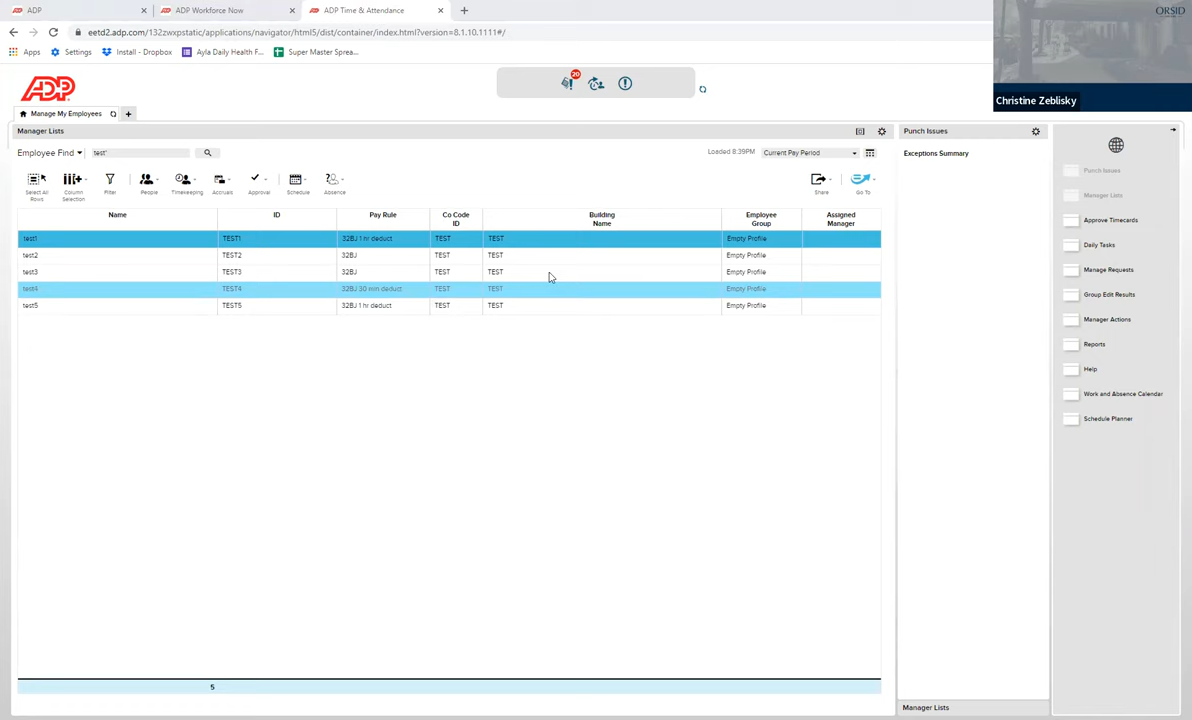 ADP
ADP Workforce Now
ADP Time & Attendance
eetd2.adp.com/132zwxpstatic/applications/navigator/html5/dist/container/index.html?version=8.1.10.1111#/
Apps
Settings
Install - Dropbox
Ayla Daily Health F...
Super Master Sprea...
ORSID
Christine Zeblisky
ADP
20
Manage My Employees
Manager Lists
Punch Issues
Employee Find
test*
Loaded 8:39PM
Current Pay Period
Exceptions Summary
Select All Rows
Column Selection
Filter
People
Timekeeping
Accruals
Approval
Schedule
Absence
Share
Go To
Name ID Pay Rule Co Code ID Building Name Employee Group Assigned Manager
test1 TEST1 32BJ 1 hr deduct TEST TEST Empty Profile
test2 TEST2 32BJ TEST TEST Empty Profile
test3 TEST3 32BJ TEST TEST Empty Profile
test4 TEST4 32BJ 30 min deduct TEST TEST Empty Profile
test5 TEST5 32BJ 1 hr deduct TEST TEST Empty Profile
5
Punch Issues
Manager Lists
Approve Timecards
Daily Tasks
Manage Requests
Group Edit Results
Manager Actions
Reports
Help
Work and Absence Calendar
Schedule Planner
Manager Lists